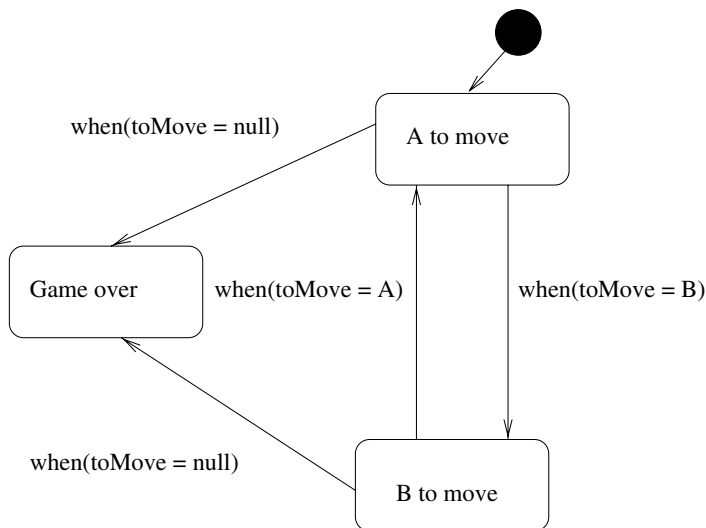 when(toMove = null)
A to move
Game over
when(toMove = A)
when(toMove = B)
when(toMove = null)
B to move